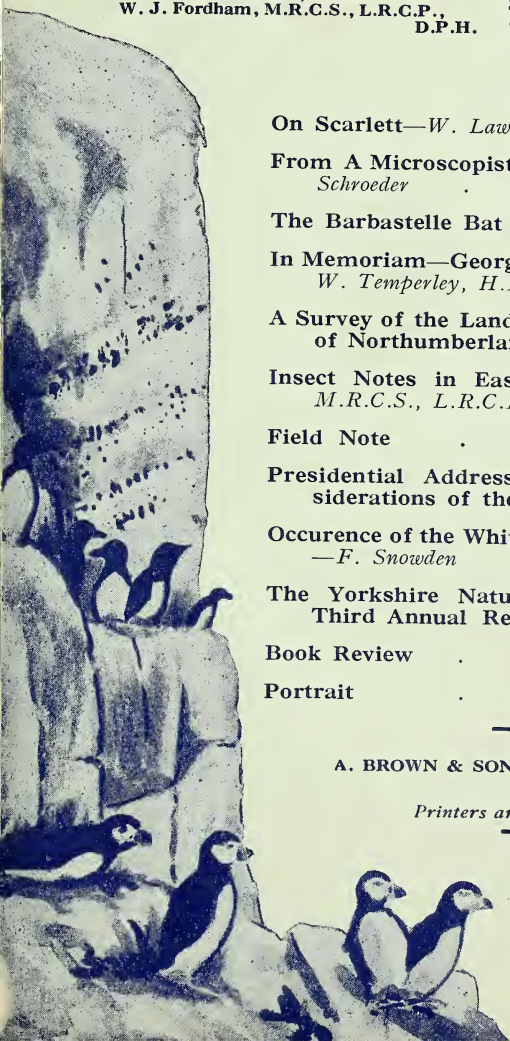 W. J. Fordham, M.R.C.S., L.R.C.P.,
D.P.H.
On Scarlett—W. Law
From A Microscopist
Schroeder .
The Barbastelle Bat
In Memoriam—Georg
W. Temperley, H.
A Survey of the Land
of Northumberla
Insect Notes in Eas
M.R.C.S., L.R.C.
Field Note .
Presidential Address
siderations of the
Occurence of the Whi
—F. Snowden
The Yorkshire Natu
Third Annual Re
Book Review .
Portrait .
A. BROWN & SON
Printers an